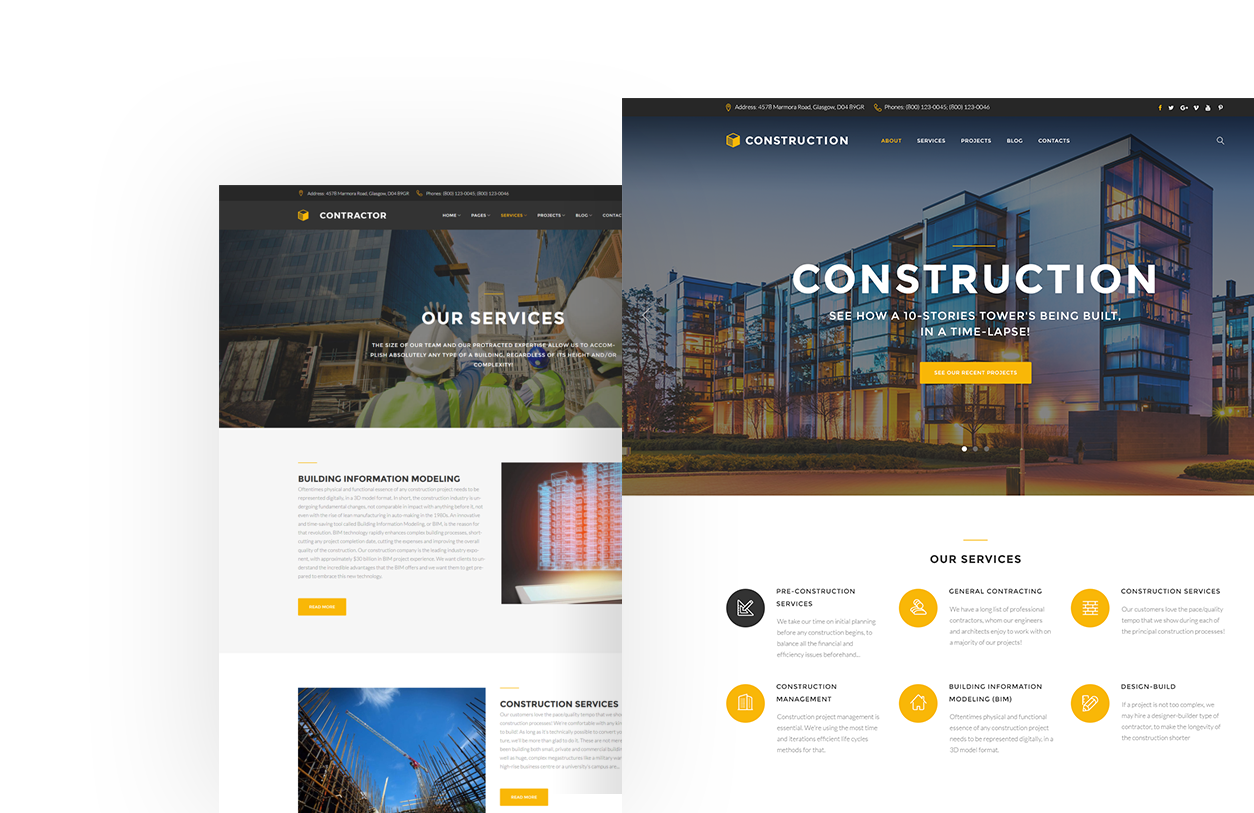 Address: 4578 Marmora Road, Glasgow, D04 89GR
Phones: (800) 123-0045; (800) 123-0046
CONTRACTOR
HOME
PAGES
SERVICES
PROJECTS
BLOG
OUR SERVICES
THE SIZE OF OUR TEAM AND OUR PROTRACTED EXPERTISE ALLOW US TO ACCOM-
PLISH ABSOLUTELY ANY TYPE OF A BUILDING, REGARDLESS OF ITS HEIGHT AND/OR
COMPLEXITY!
BUILDING INFORMATION MODELING
Oftentimes physical and functional essence of any construction project needs to be
represented digitally, in a 3D model format. In short, the construction industry is un-
dergoing fundamental changes, not comparable in impact with anything before it, not
even with the rise of lean manufacturing in auto-making in the 1980s. An innovative
and time-saving tool called Building Information Modeling, or BIM, is the reason for
that revolution. BIM technology rapidly enhances complex building processes, short-
cutting any project completion date, cutting the expenses and improving the overall
quality of the construction. Our construction company is the leading industry expo-
nent, with approximately $30 billion in BIM project experience. We want clients to un-
derstand the incredible advantages that the BIM offers and we want them to get pre-
pared to embrace this new technology.
READ MORE
CONSTRUCTION SERVICES
Our customers love the pace/quality tempo that we
construction processes! We're comfortable with any
to build! As long as it's technically possible to convert
ture, we'll be more than glad to do it. These are not
been building both small, private and commercial
well as huge, complex megastructures like a military
high-rise business centre or a university's campus are...
READ MORE
Address: 4578 Marmora Road, Glasgow, D04 89GR
Phones: (800) 123-0045; (800) 123-0046
CONSTRUCTION
ABOUT
SERVICES
PROJECTS
BLOG
CONTACTS
CONSTRUCTION
SEE HOW A 10-STORIES TOWER'S BEING BUILT,
IN A TIME-LAPSE!
SEE OUR RECENT PROJECTS
OUR SERVICES
PRE-CONSTRUCTION
SERVICES
We take our time on initial planning
before any construction begins, to
balance all the financial and
efficiency issues beforehand...
GENERAL CONTRACTING
We have a long list of professional
contractors, whom our engineers
and architects enjoy to work with on
a majority of our projects!
CONSTRUCTION SERVICES
Our customers love the pace/quality
tempo that we show during each of
the principal construction processes!
CONSTRUCTION
MANAGEMENT
Construction project management is
essential. We're using the most time
and iterations efficient life cycles
methods for that.
BUILDING INFORMATION
MODELING (BIM)
Oftentimes physical and functional
essence of any construction project
needs to be represented digitally, in a
3D model format.
DESIGN-BUILD
If a project is not too complex, we
may hire a designer-builder type of
contractor, to make the longevity of
the construction shorter